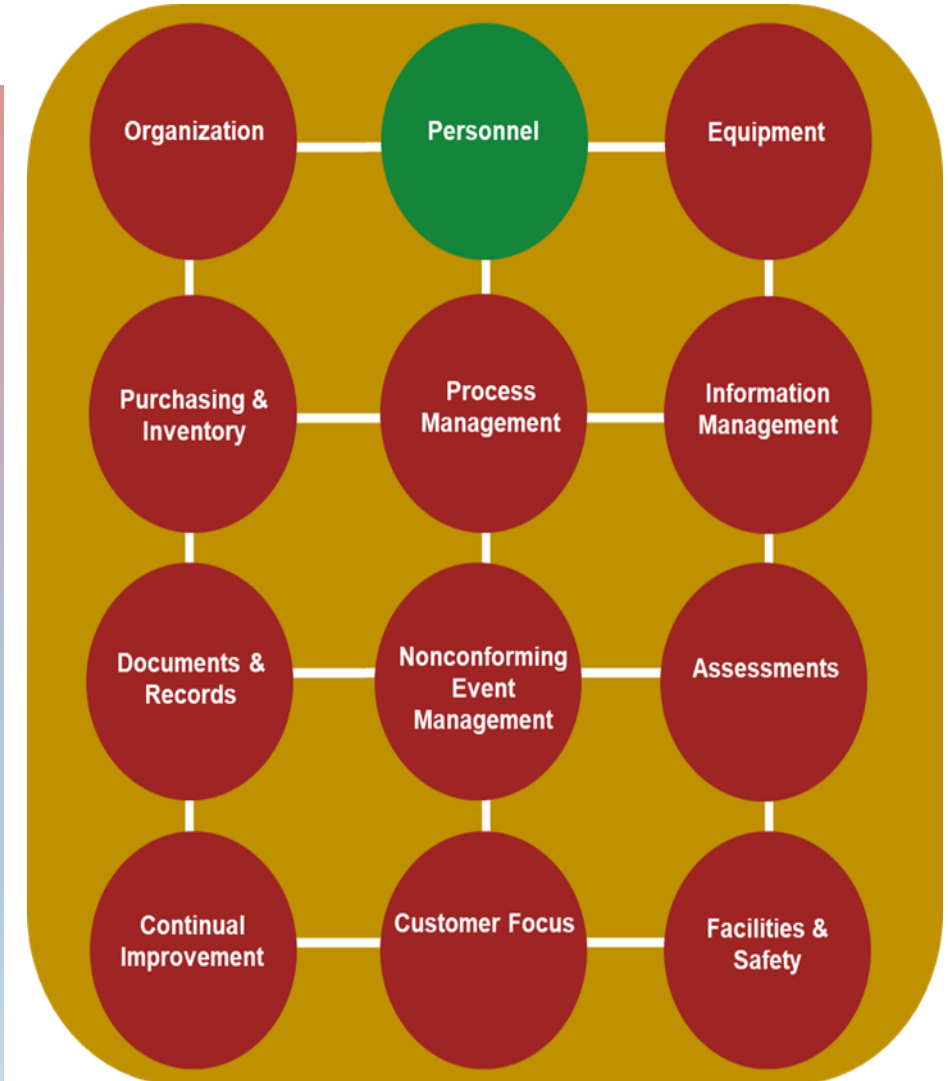 Organization
Personnel
Equipment
Purchasing &
Inventory
Process
Management
Information
Management
Documents &
Records
Nonconforming
Event
Management
Assessments
Continual
Improvement
Customer Focus
Facilities &
Safety